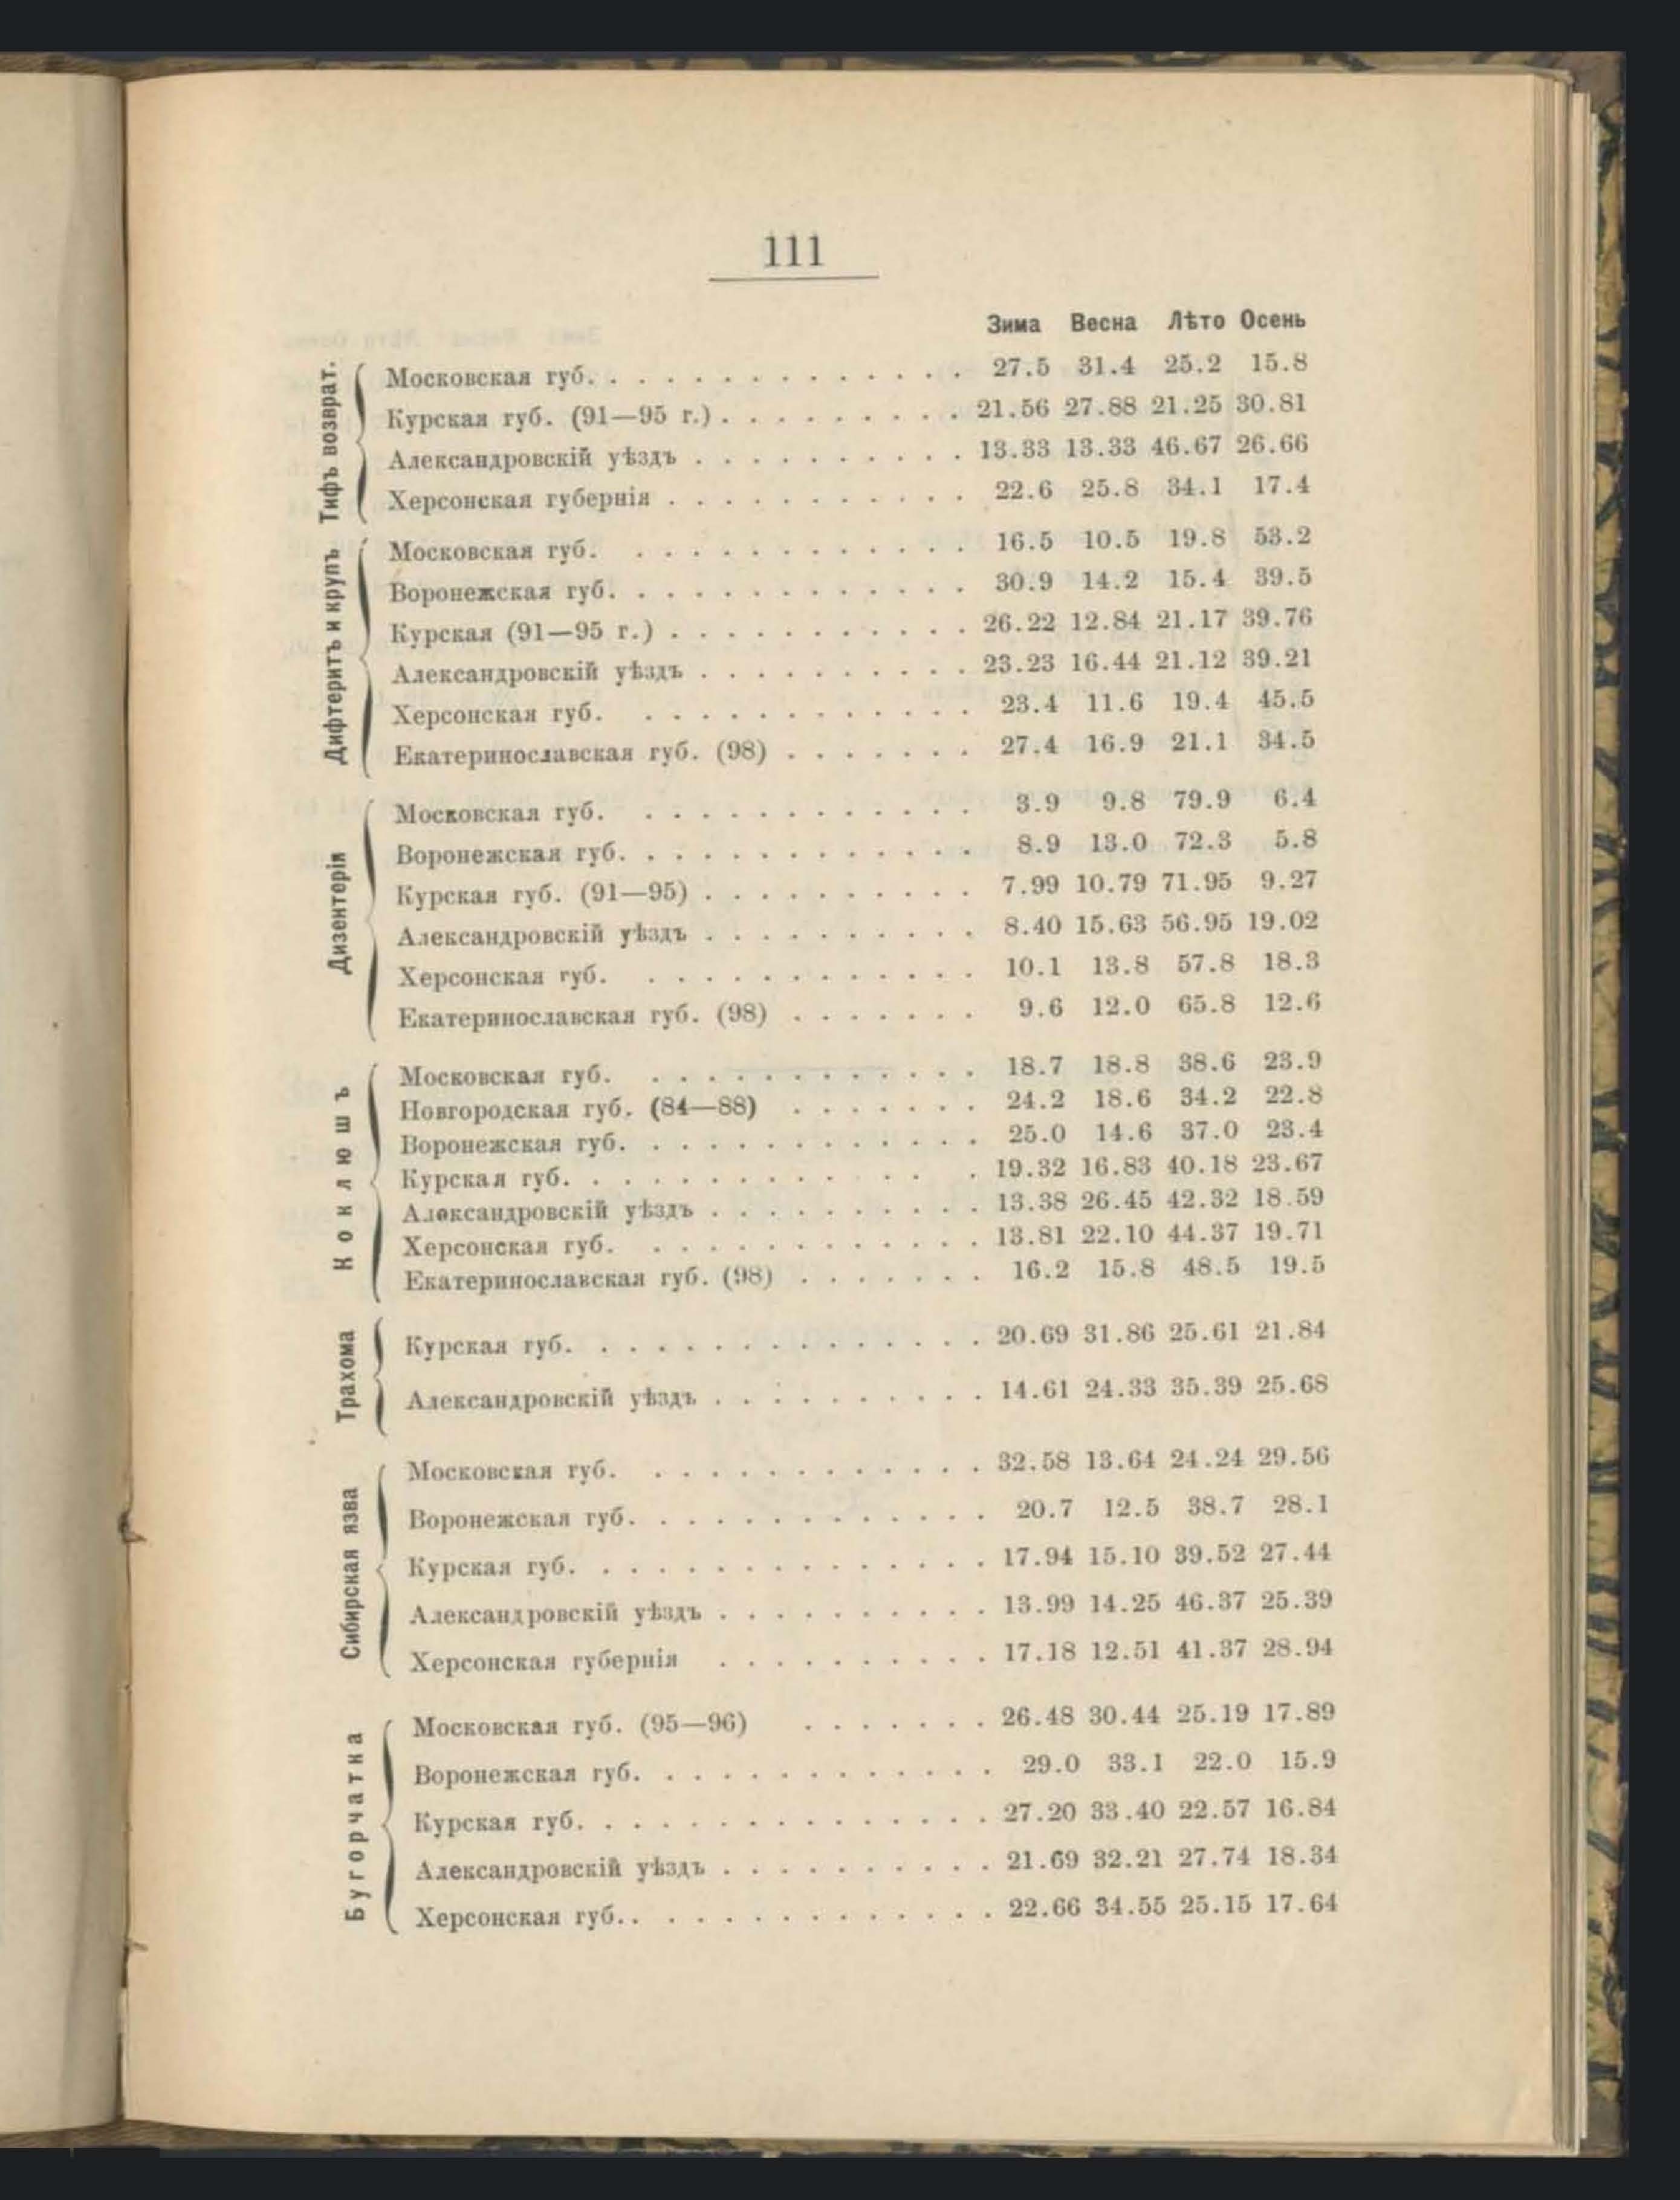 111
Зима Весна Лѣто Осень
Тифъ возврат.
Московская губ. . . . . . . . . . . . . . 27.5 31.4 25.2 15.8
Курская губ. (91—95 г.) . . . . . . . . . 21.56 27.88 21.25 30.81
Александровскій уѣздъ . . . . . . . . . . 13.33 13.33 46.67 26.66
Херсонская губернія . . . . . . . . . . . 22.6 25.8 34.1 17.4
Дифтеритъ и крупъ
Московская губ. . . . . . . . . . . . . 16.5 10.5 19.8 53.2
Воронежская губ. . . . . . . . . . . . . . 30.9 14.2 15.4 39.5
Курская (91—95 г.) . . . . . . . . . . . 26.22 12.84 21.17 39.76
Александровскій уѣздъ . . . . . . . . . . 23.23 16.44 21.12 39.21
Херсонская губ. . . . . . . . . . . . . 23.4 11.6 19.4 45.5
Екатеринославская губ. (98) . . . . . . . 27.4 16.9 21.1 34.5
Дизентерія
Московская губ. . . . . . . . . . . . . 3.9 9.8 79.9 6.4
Воронежская губ. . . . . . . . . . . . . 8.9 13.0 72.3 5.8
Курская губ. (91—95) . . . . . . . . . . 7.99 10.79 71.95 9.27
Александровскій уѣздъ . . . . . . . . . . 8.40 15.63 56.95 19.02
Херсонская губ. . . . . . . . . . . . . 10.1 13.8 57.8 18.3
Екатеринославская губ. (98) . . . . . . . 9.6 12.0 65.8 12.6
Коклюшъ
Московская губ. . . . . . . . . . . . . 18.7 18.8 38.6 23.9
Новгородская губ. (84—88) . . . . . . . 24.2 18.6 34.2 22.8
Воронежская губ. . . . . . . . . . . . . 25.0 14.6 37.0 23.4
Курская губ. . . . . . . . . . . . . 19.32 16.83 40.18 23.67
Александровскій уѣздъ . . . . . . . . . . 13.38 26.45 42.32 18.59
Херсонская губ. . . . . . . . . . . . . 13.81 22.10 44.37 19.71
Екатеринославская губ. (98) . . . . . . . 16.2 15.8 48.5 19.5
Трахома
Курская губ. . . . . . . . . . . . . . . 20.69 31.86 25.61 21.84
Александровскій уѣздъ . . . . . . . . . . 14.61 24.33 35.39 25.68
Сибирская язва
Московская губ. . . . . . . . . . . . . 32.58 13.64 24.24 29.56
Воронежская губ. . . . . . . . . . . . . . 20.7 12.5 38.7 28.1
Курская губ. . . . . . . . . . . . . . . 17.94 15.10 39.52 27.44
Александровскій уѣздъ . . . . . . . . . . 13.99 14.25 46.37 25.39
Херсонская губернія . . . . . . . . . . 17.18 12.51 41.37 28.94
Бугорчатка
Московская губ. (95—96) . . . . . . . 26.48 30.44 25.19 17.89
Воронежская губ. . . . . . . . . . . . . 29.0 33.1 22.0 15.9
Курская губ. . . . . . . . . . . . . . . . 27.20 33.40 22.57 16.84
Александровскій уѣздъ . . . . . . . . . . 21.69 32.21 27.74 18.34
Херсонская губ.. . . . . . . . . . . . . . 22.66 34.55 25.15 17.64